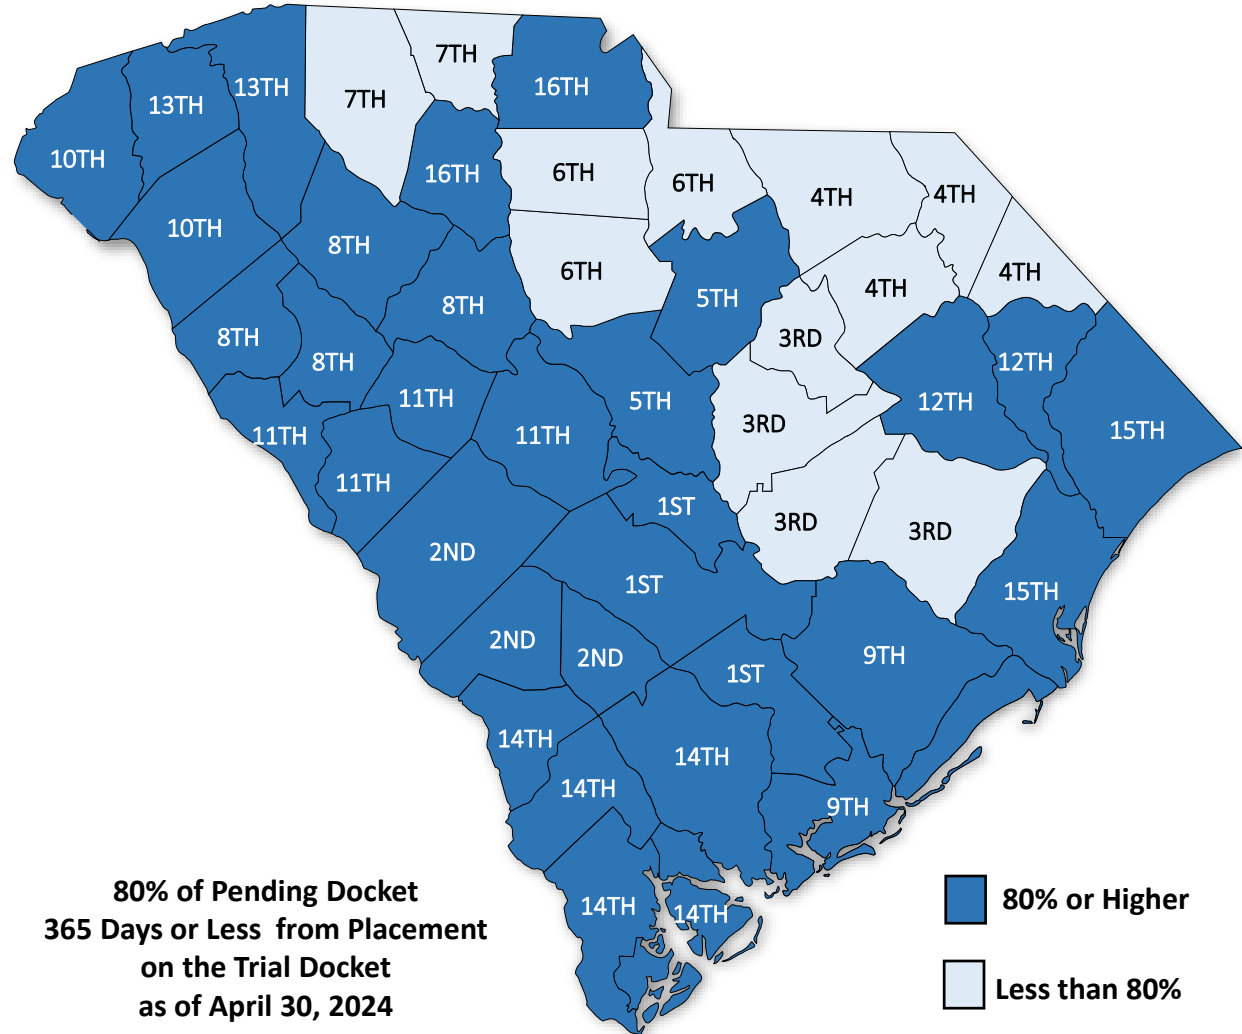 7TH
7TH
13TH
13TH
16TH
10TH
16TH
6TH
6TH
4TH
4TH
10TH
8TH
6TH
4TH
5TH
4TH
8TH
8TH
8TH
3RD
12TH
11TH
5TH
12TH
11TH
11TH
3RD
15TH
11TH
1ST
3RD
3RD
2ND
1ST
15TH
2ND
2ND
1ST
9TH
14TH
14TH
14TH
9TH
14TH
14TH
80% of Pending Docket
365 Days or Less from Placement
on the Trial Docket
as of April 30, 2024
80% or Higher
Less than 80%